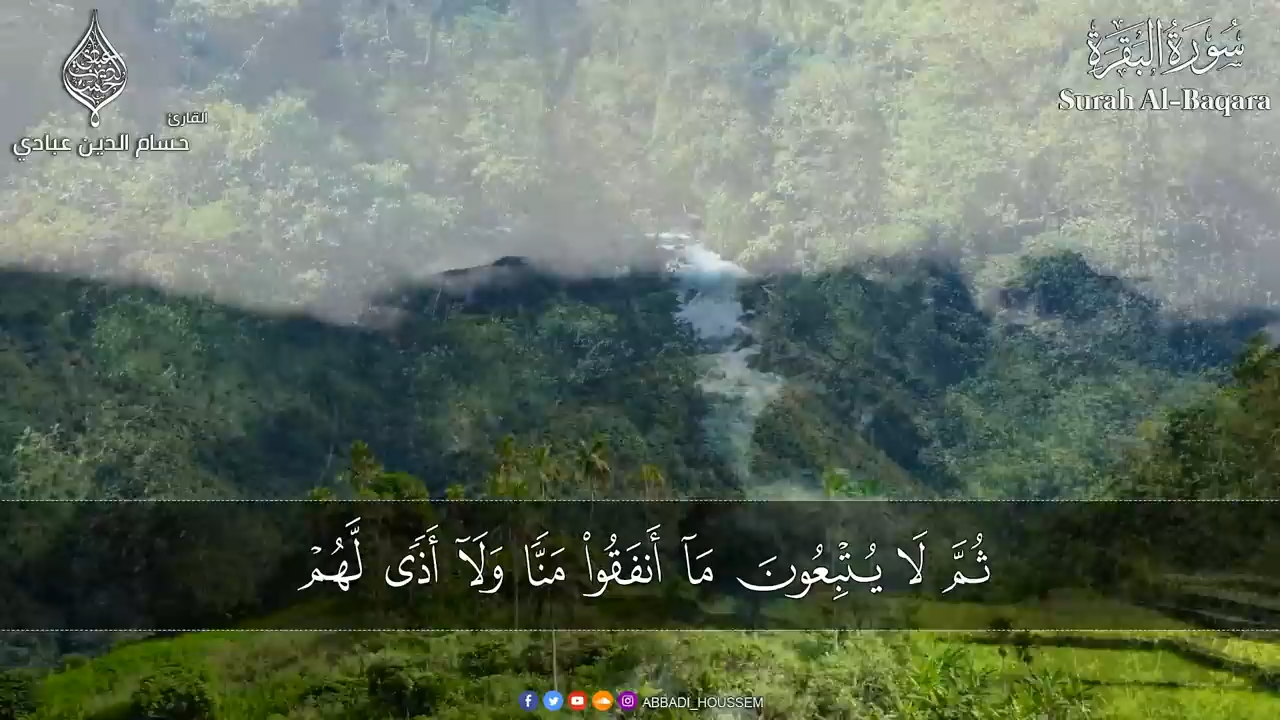 سُورَةُ البَقَرَةِ
Surah Al-Baqara
القارئ
حسام الدين عبادي
ثُمَّ لَا يُتْبِعُونَ مَآ أَنفَقُوا۟ مَنًّا وَلَآ أَذًى لَّهُمْ
ABBADI_HOUSSEM